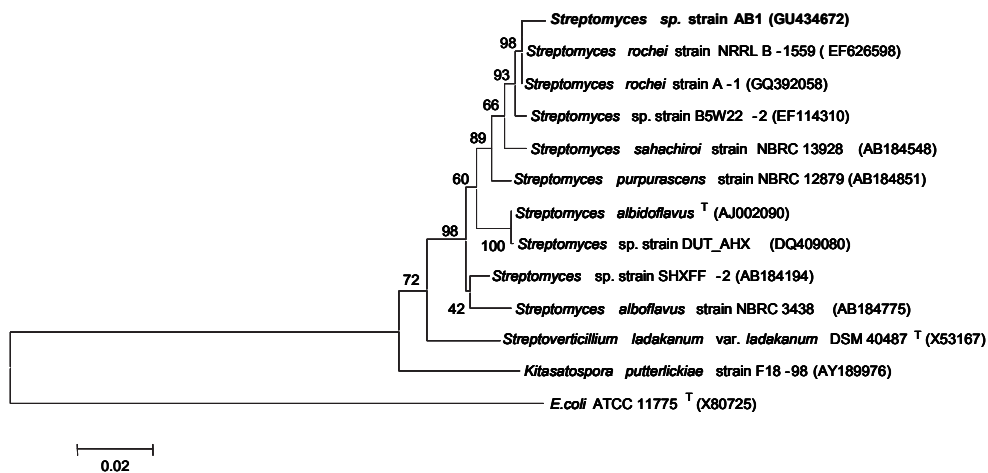 Streptomyces sp. strain AB1 (GU434672)
98
Streptomyces rochei strain NRRL B -1559 ( EF626598)
93
Streptomyces rochei strain A -1 (GQ392058)
66
Streptomyces sp. strain B5W22 -2 (EF114310)
89
Streptomyces sahachiroi strain NBRC 13928 (AB184548)
60
Streptomyces purpurascens strain NBRC 12879 (AB184851)
Streptomyces albidoflavus T (AJ002090)
98
100
Streptomyces sp. strain DUT_AHX (DQ409080)
72
Streptomyces sp. strain SHXFF -2 (AB184194)
42
Streptomyces alboflavus strain NBRC 3438 (AB184775)
Streptoverticillium ladakanum var. ladakanum DSM 40487 T (X53167)
Kitasatospora putterlickiae strain F18 -98 (AY189976)
E.coli ATCC 11775 T (X80725)
0.02